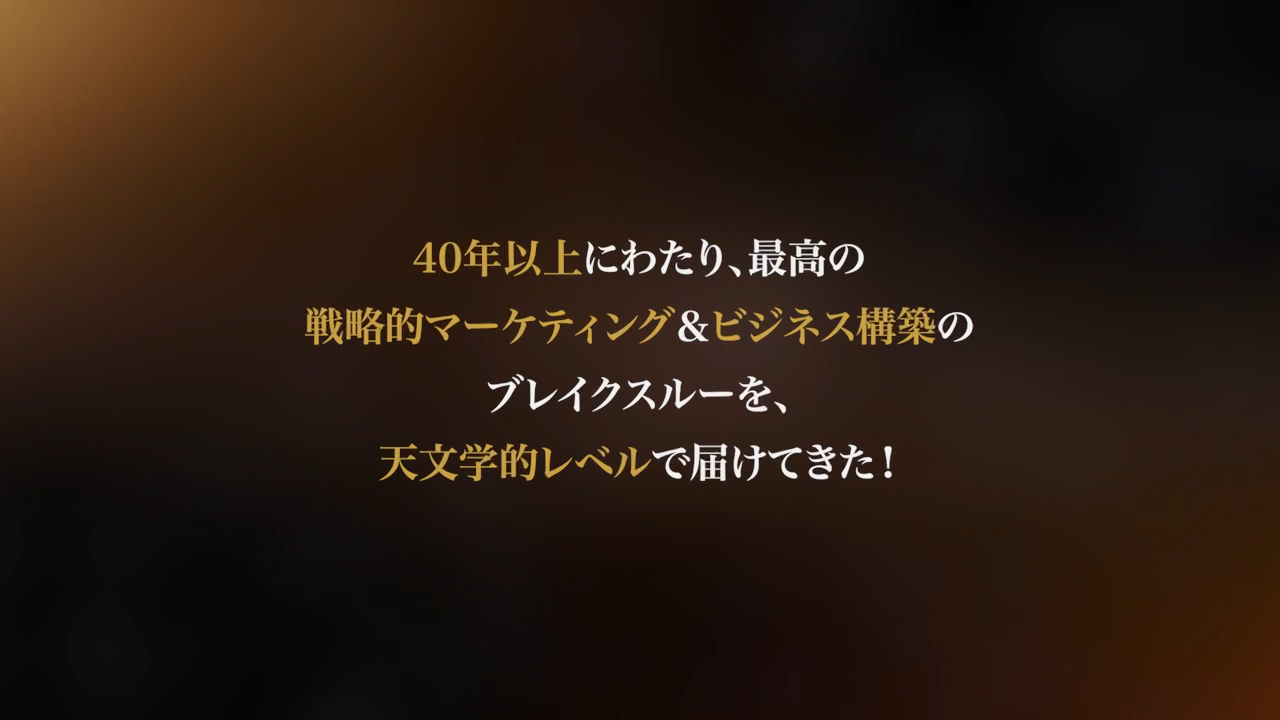 40年以上にわたり、最高の
戦略的マーケティング&ビジネス構築の
ブレイクスルーを、
天文学的レベルで届けてきた！